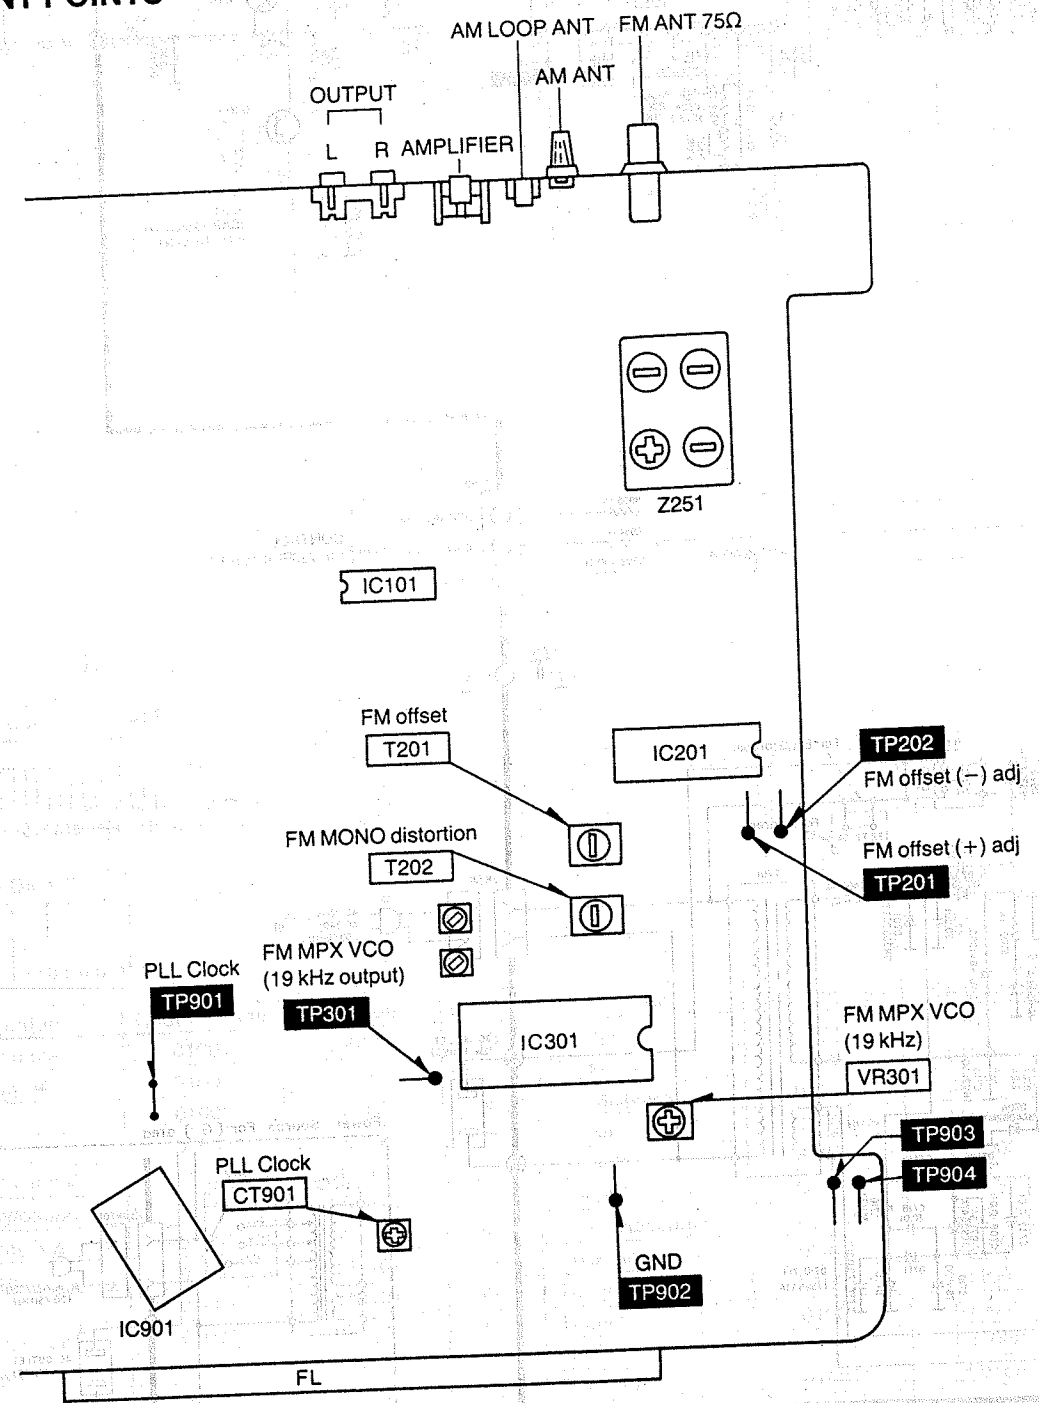 AM LOOP ANT
FM ANT 75Ω
AM ANT
OUTPUT
L
R
AMPLIFIER
Z251
IC101
FM offset
T201
IC201
TP202
FM offset (−) adj
FM MONO distortion
T202
FM offset (+) adj
TP201
PLL Clock
TP901
FM MPX VCO
(19 kHz output)
TP301
IC301
FM MPX VCO
(19 kHz)
VR301
TP903
TP904
PLL Clock
CT901
GND
TP902
IC901
FL